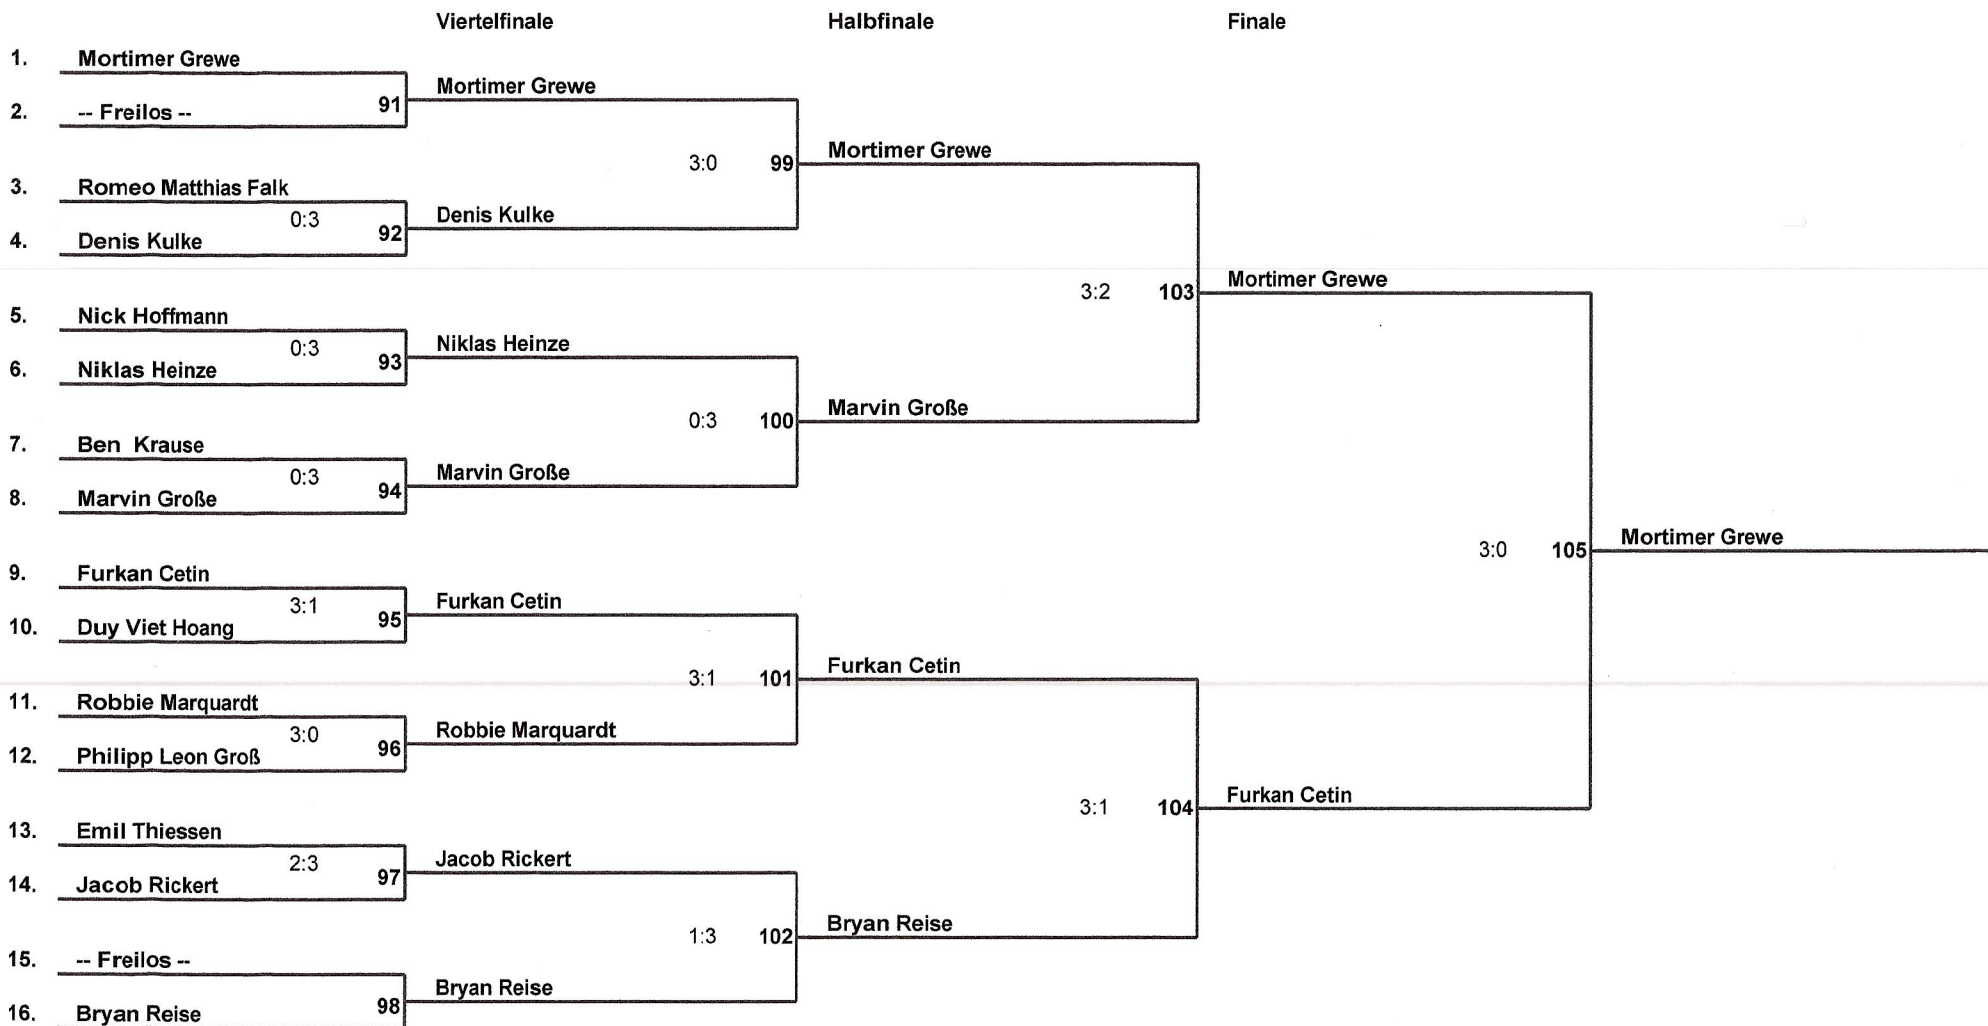 Viertelfinale Halbfinale Finale
1. Mortimer Grewe
Mortimer Grewe
91
2. -- Freilos --
Mortimer Grewe
3:0 99
3. Romeo Matthias Falk
Denis Kulke
0:3
92
4. Denis Kulke
Mortimer Grewe
3:2 103
5. Nick Hoffmann
Niklas Heinze
0:3
93
6. Niklas Heinze
Marvin Große
0:3 100
7. Ben Krause
Marvin Große
0:3
94
8. Marvin Große
Mortimer Grewe
3:0 105
9. Furkan Cetin
Furkan Cetin
3:1
95
10. Duy Viet Hoang
Furkan Cetin
3:1 101
11. Robbie Marquardt
Robbie Marquardt
3:0
96
12. Philipp Leon Groß
Furkan Cetin
3:1 104
13. Emil Thiessen
Jacob Rickert
2:3
97
14. Jacob Rickert
Bryan Reise
1:3 102
15. -- Freilos --
Bryan Reise
98
16. Bryan Reise